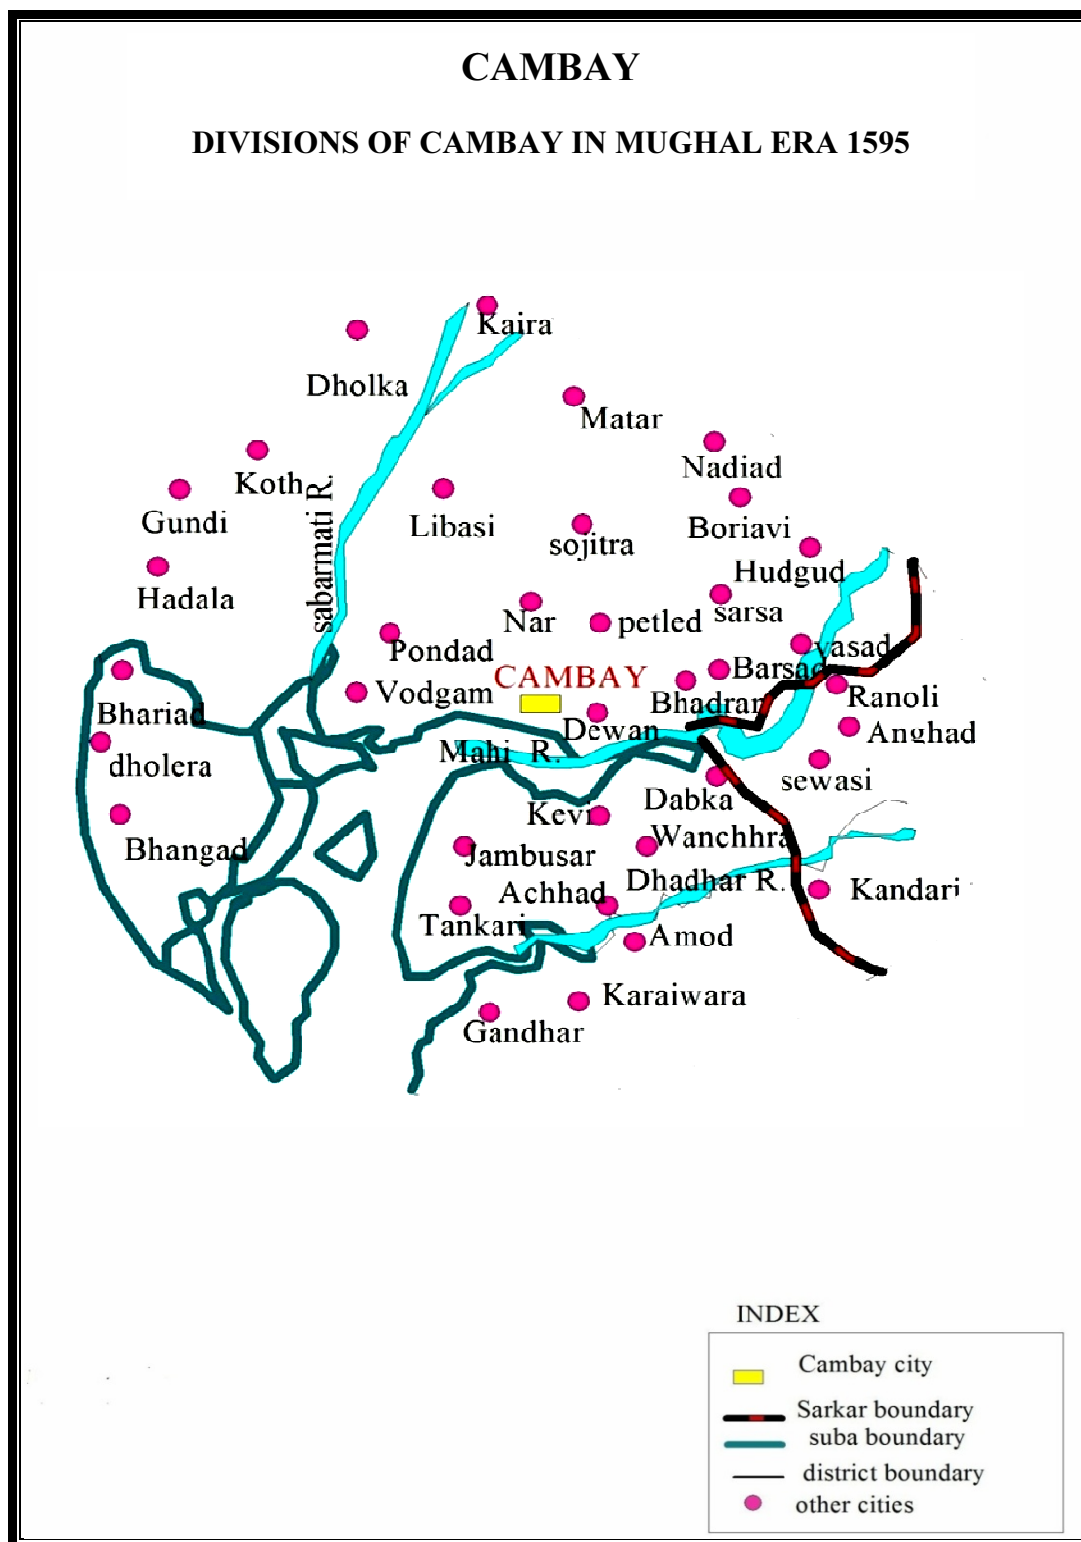 CAMBAY
DIVISIONS OF CAMBAY IN MUGHAL ERA 1595
Kaira
Dholka
Matar
Nadiad
Koth
Gundi
Libasi
Boriavi
sojitra
sabarmati R.
Hudgud
Hadala
sarsa
Nar
petled
Pondad
vasad
CAMBAY
Barsad
Vodgam
Bhadran
Ranoli
Bhariad
Dewan
Anghad
Mahi R.
dholera
sewasi
Dabka
Kevi
Wanchhra
Bhangad
Jambusar
Dhadhar R.
Achhad
Kandari
Tankari
Amod
Karaiwara
Gandhar
INDEX
Cambay city
Sarkar boundary
suba boundary
district boundary
other cities